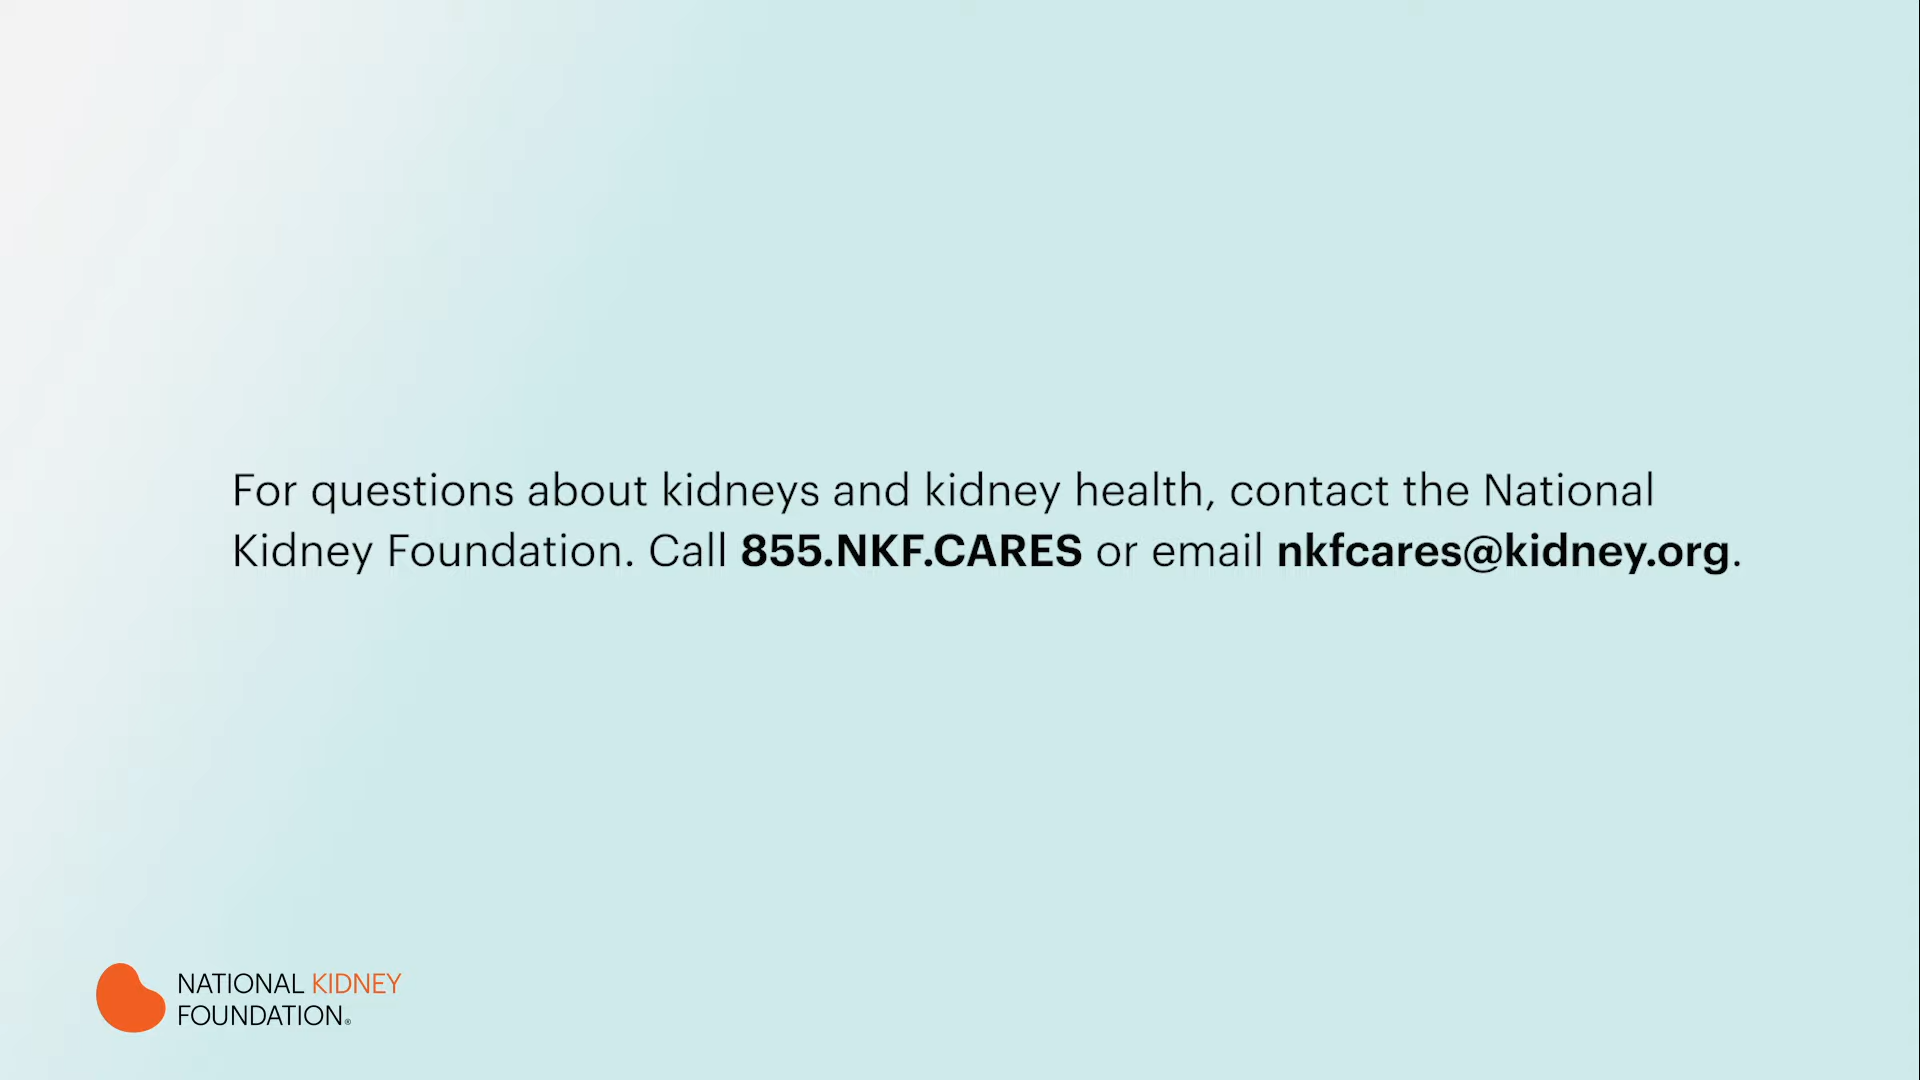 For questions about kidneys and kidney health, contact the National
Kidney Foundation. Call 855.NKF.CARES or email nkfcares@kidney.org.
NATIONAL KIDNEY
FOUNDATION®